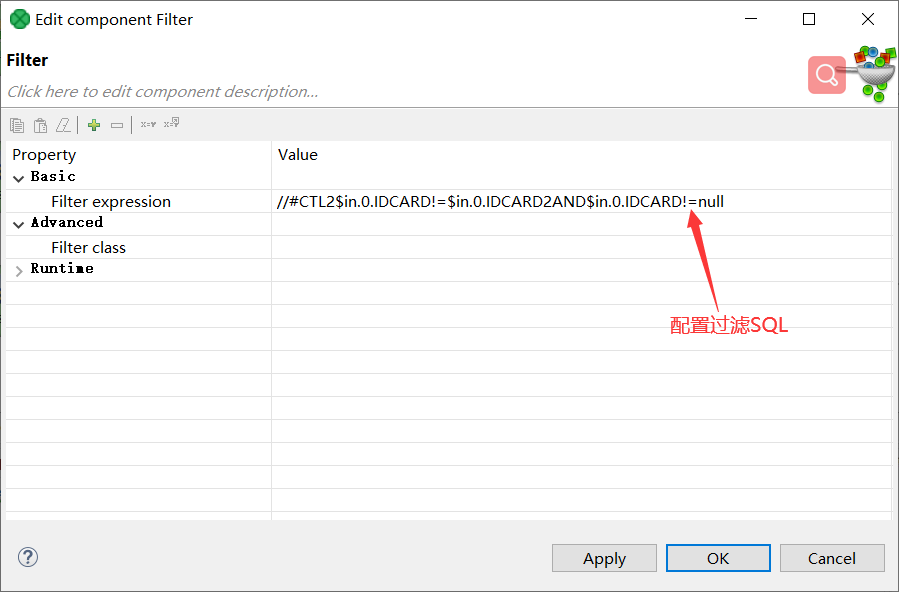 Edit component Filter
Filter
Click here to edit component description...
Property Value
Basic
Filter expression //#CTL2$in.0.IDCARD!=$in.0.IDCARD2AND$in.0.IDCARD!=null
Advanced
Filter class
Runtime
配置过滤SQL
Apply OK Cancel